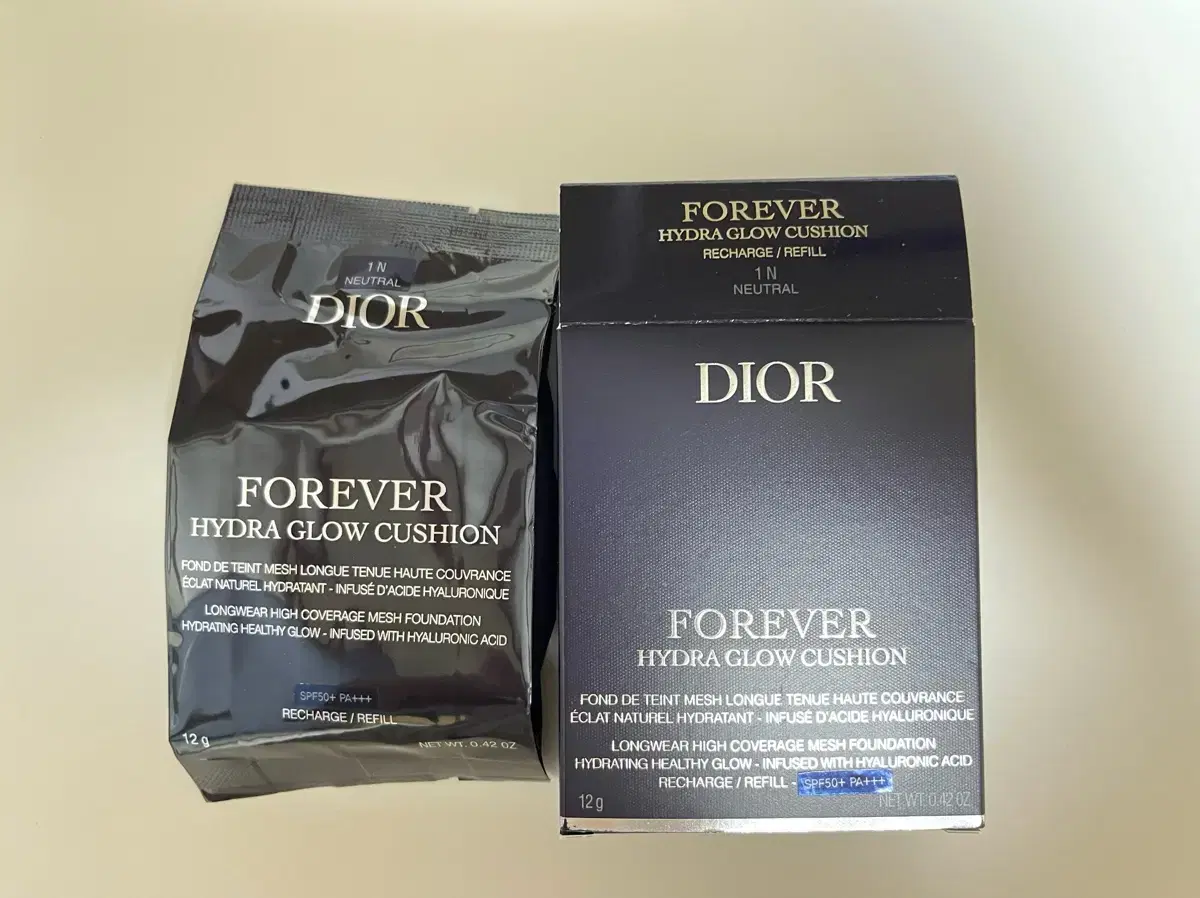 1 N
NEUTRAL
DIOR
FOREVER
HYDRA GLOW CUSHION
FOND DE TEINT MESH LONGUE TENUE HAUTE COUVRANCE
ÉCLAT NATUREL HYDRATANT - INFUSÉ D'ACIDE HYALURONIQUE
LONGWEAR HIGH COVERAGE MESH FOUNDATION
HYDRATING HEALTHY GLOW - INFUSED WITH HYALURONIC ACID
SPF50+ PA+++
RECHARGE / REFILL
12 g
NET WT. 0.42 OZ
FOREVER
HYDRA GLOW CUSHION
RECHARGE / REFILL
1 N
NEUTRAL
DIOR
FOREVER
HYDRA GLOW CUSHION
FOND DE TEINT MESH LONGUE TENUE HAUTE COUVRANCE
ÉCLAT NATUREL HYDRATANT - INFUSÉ D'ACIDE HYALURONIQUE
LONGWEAR HIGH COVERAGE MESH FOUNDATION
HYDRATING HEALTHY GLOW - INFUSED WITH HYALURONIC ACID
RECHARGE / REFILL - SPF50+ PA+++
12 g
NET WT. 0.42 OZ